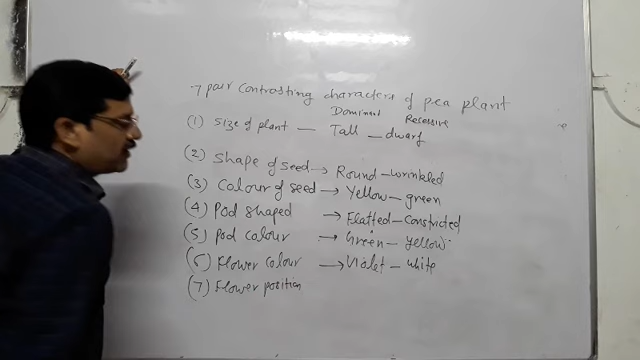 7 pair Contrasting characters of pea plant
Dominant Recessive
(1) Size of plant — Tall — dwarf
(2) Shape of seed → Round — wrinkled
(3) Colour of seed → Yellow — green
(4) Pod shaped → Flatted — Constricted
(5) Pod colour → Green — yellow
(6) Flower colour → Violet — white
(7) Flower position